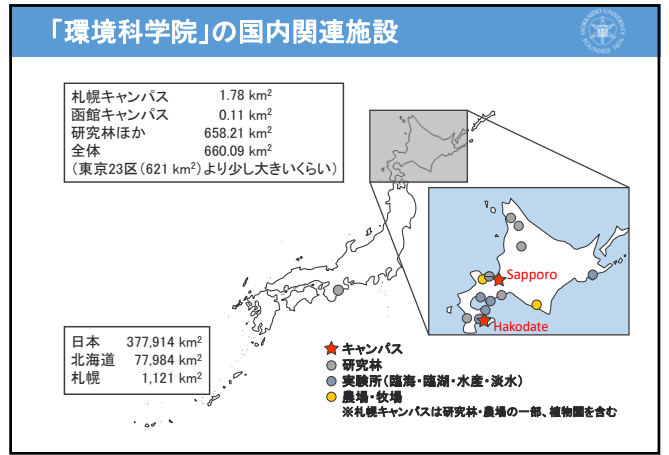 「環境科学院」の国内関連施設
HOKKAIDO UNIVERSITY
FOUNDED 1876
札幌キャンパス 1.78 km²
函館キャンパス 0.11 km²
研究林ほか 658.21 km²
全体 660.09 km²
（東京23区（621 km²）より少し大きいくらい）
Sapporo
Hakodate
日本 377,914 km²
北海道 77,984 km²
札幌 1,121 km²
キャンパス
研究林
実験所（臨海・臨湖・水産・淡水）
農場・牧場
※札幌キャンパスは研究林・農場の一部、植物園を含む